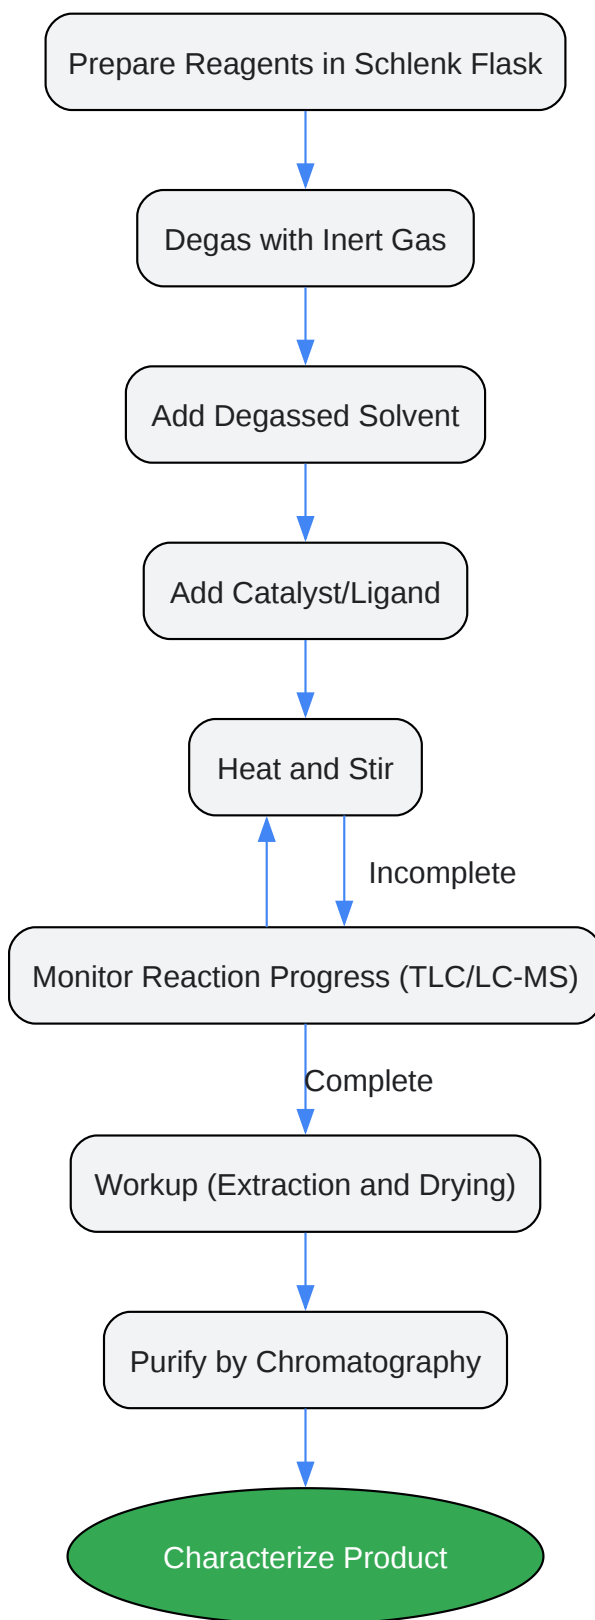 Prepare Reagents in Schlenk Flask
Degas with Inert Gas
Add Degassed Solvent
Add Catalyst/Ligand
Heat and Stir
Incomplete
Monitor Reaction Progress (TLC/LC-MS)
Complete
Workup (Extraction and Drying)
Purify by Chromatography
Characterize Product